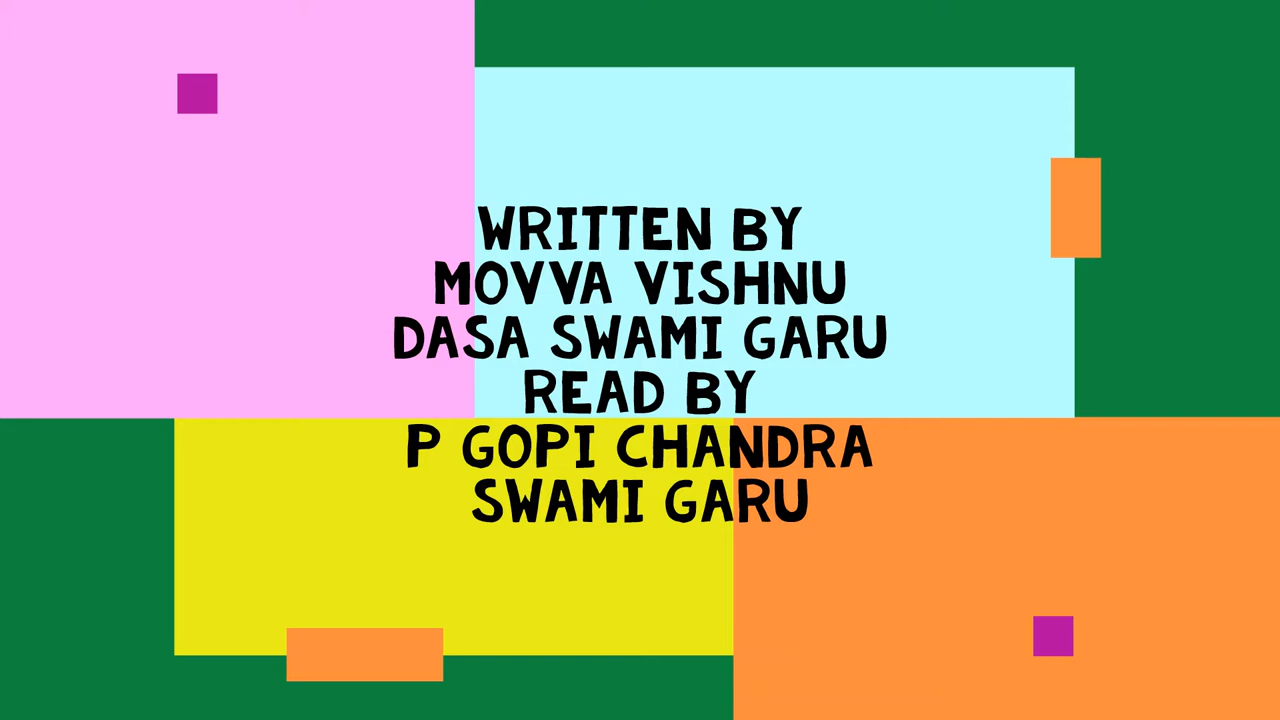 WRITTEN BY
MOVVA VISHNU
DASA SWAMI GARU
READ BY
P GOPI CHANDRA
SWAMI GARU